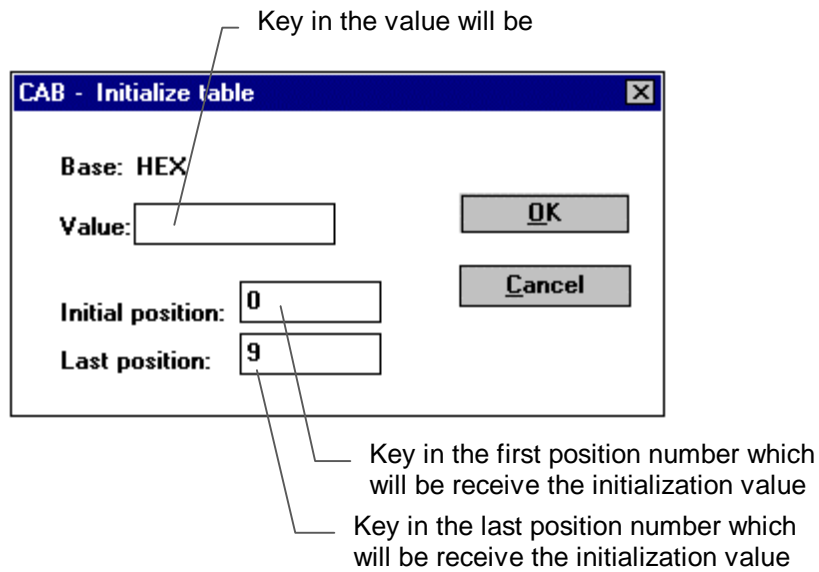 Key in the value will be
CAB - Initialize table
Base: HEX
Value:
OK
Initial position: 0
Cancel
Last position: 9
Key in the first position number which
will be receive the initialization value
Key in the last position number which
will be receive the initialization value